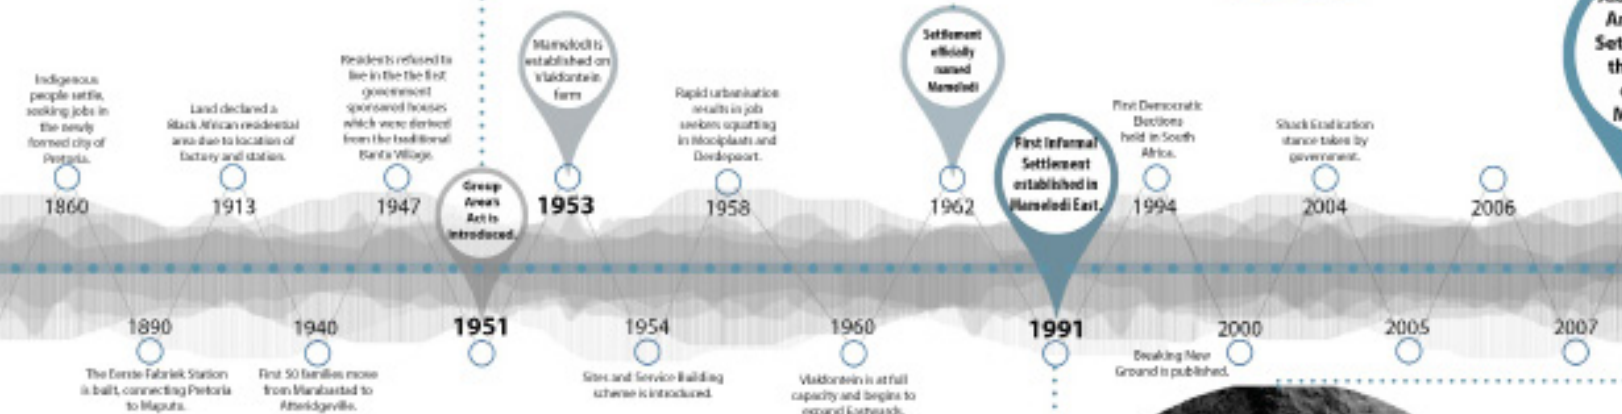 Indigenous
people settle,
seeking jobs in
the newly
formed city of
Pretoria.
1860
Land declared a
Black African residential
area due to location of
factory and station.
1913
Residents refused to
live in the the first
government
sponsored houses
which were derived
from the traditional
Bantu Village.
1947
Group
Area's
Act is
introduced.
Mamelodi is
established on
Vlakfontein
farm
1953
Rapid urbanisation
results in job
seekers squatting
in Mooiplaats and
Derdepoort.
1958
Settlement
officially
named
Mamelodi
1962
First Informal
Settlement
established in
Mamelodi East.
First Democratic
Elections
held in South
Africa.
1994
Shack Eradication
stance taken by
government.
2004
2006
1890
The Eerste Fabriek Station
is built, connecting Pretoria
to Maputo.
1940
First 50 families move
from Marabastad to
Atteridgeville.
1951
1954
Sites and Service Building
scheme is introduced.
1960
Vlakfontein is at full
capacity and begins to
expand Eastwards.
1991
2000
Breaking New
Ground is published.
2005
2007